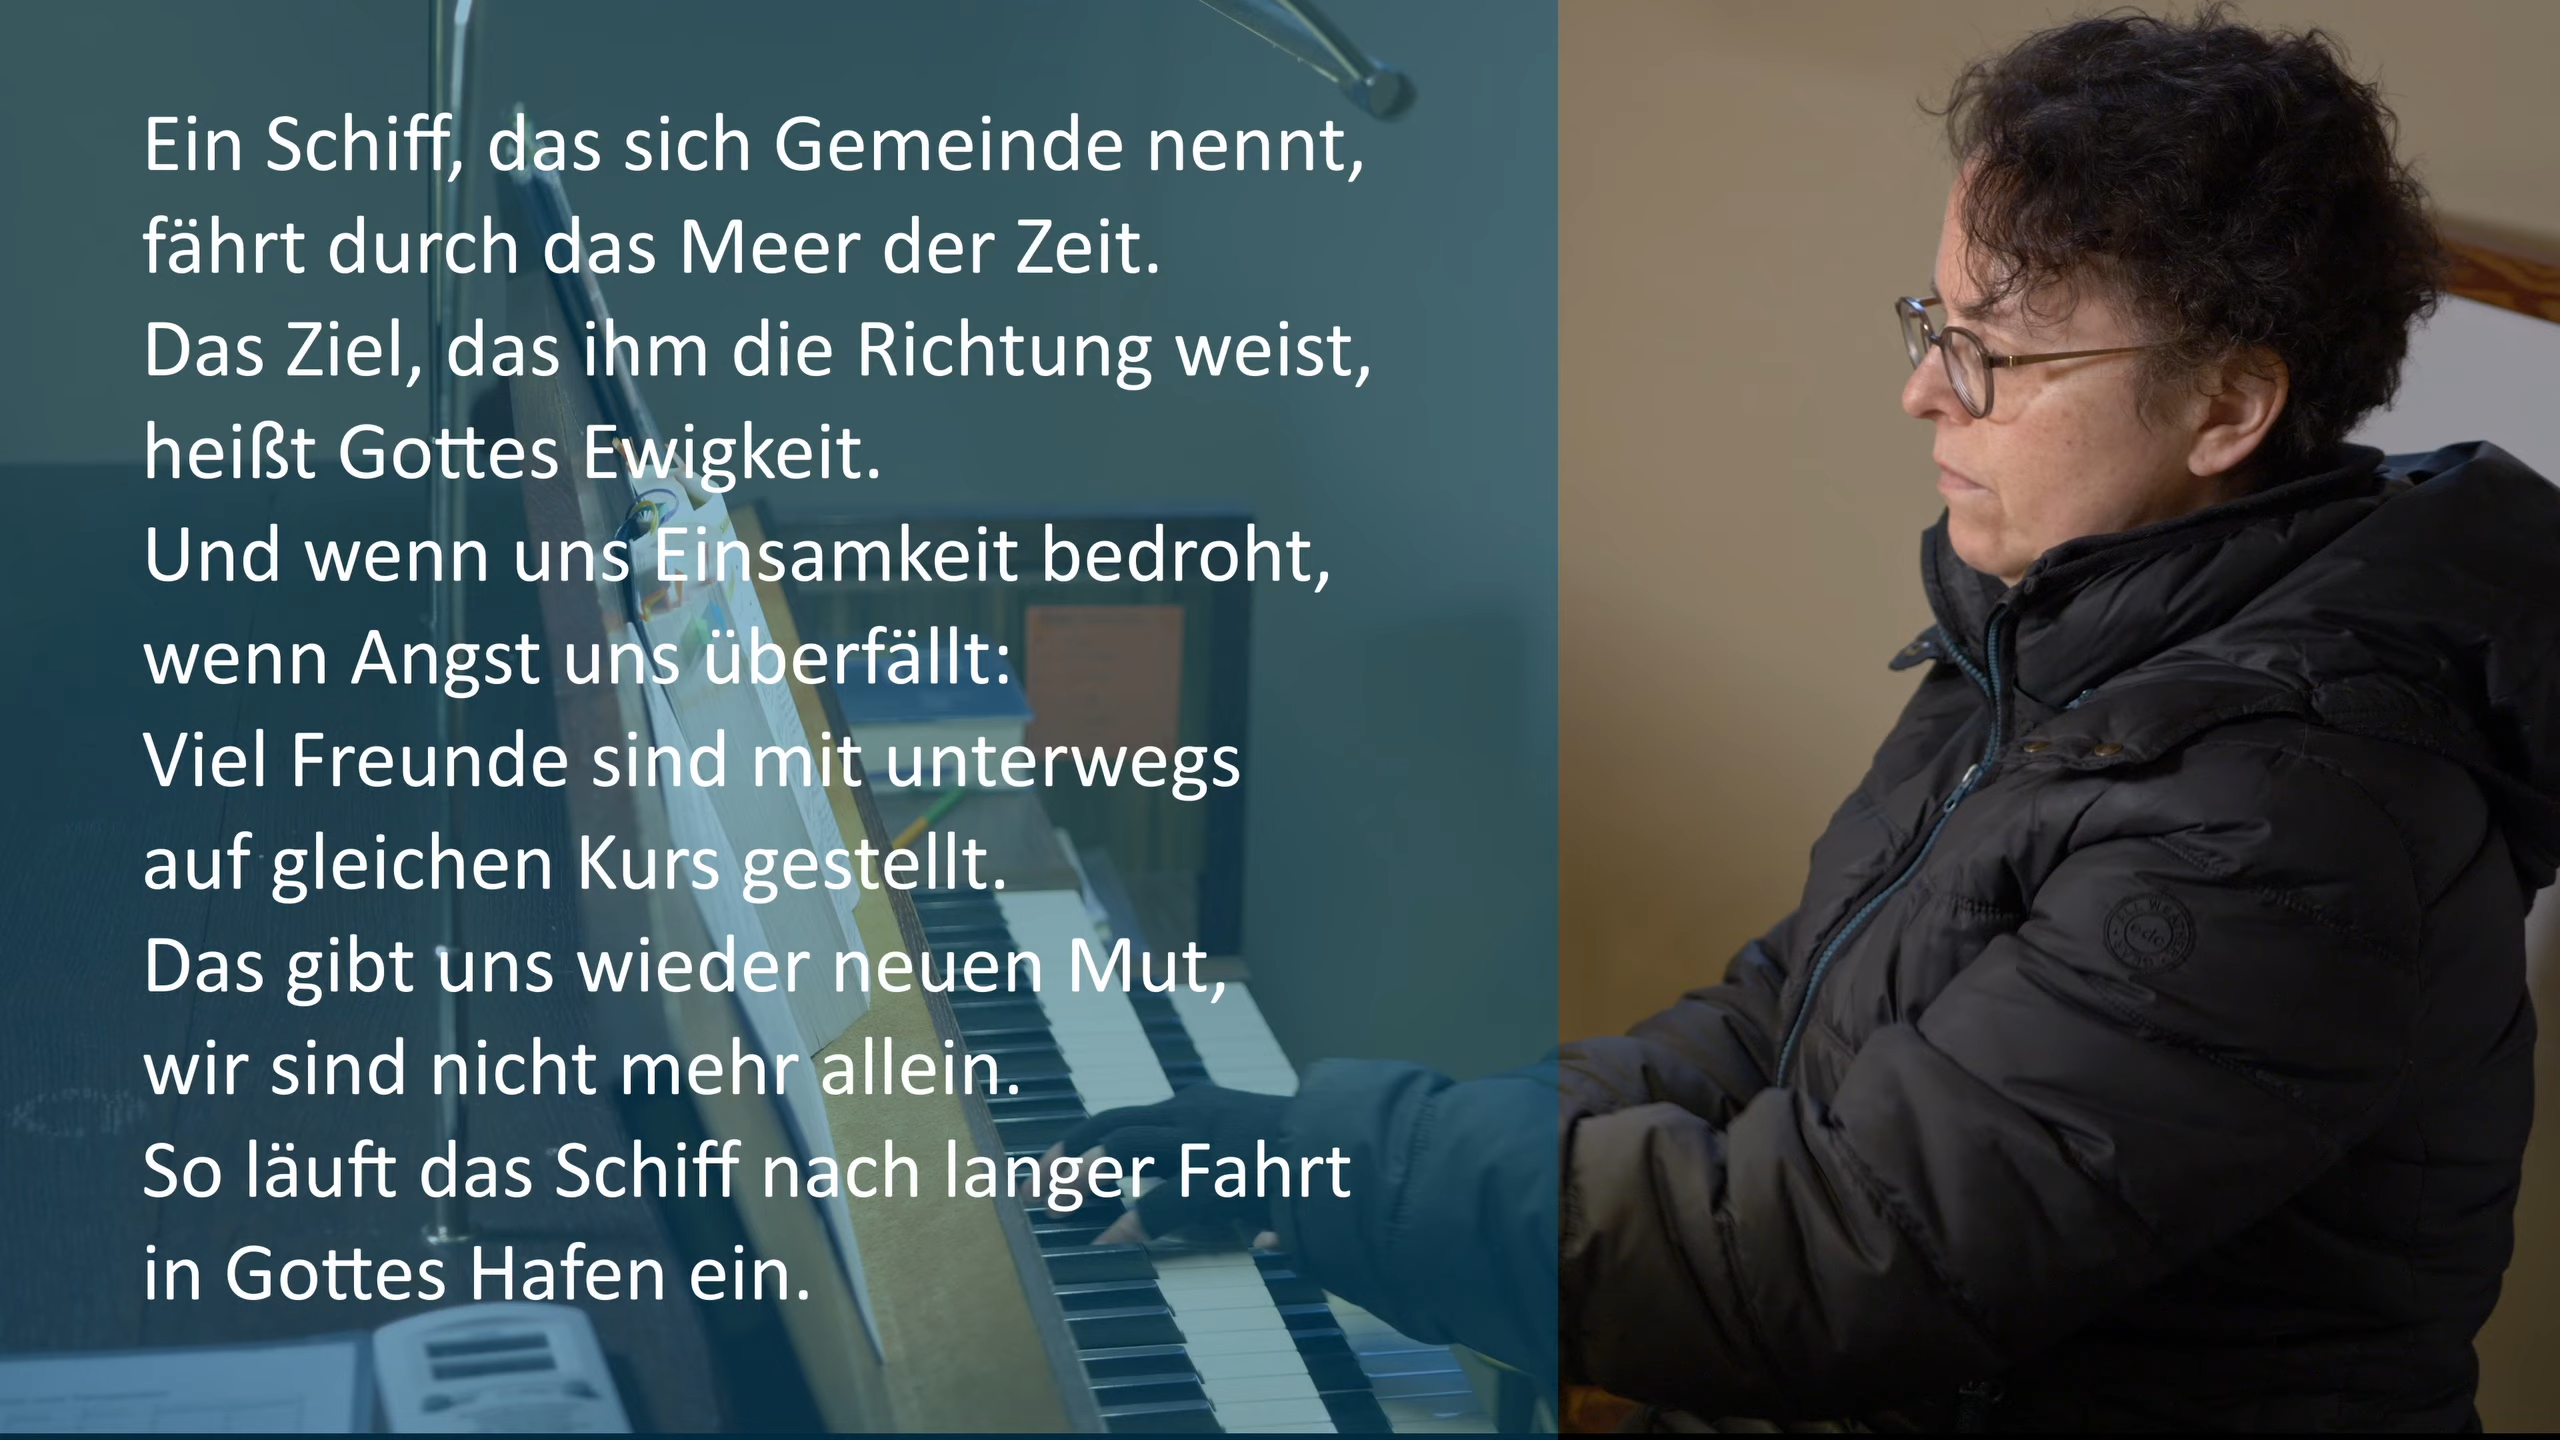 Ein Schiff, das sich Gemeinde nennt,
fährt durch das Meer der Zeit.
Das Ziel, das ihm die Richtung weist,
heißt Gottes Ewigkeit.
Und wenn uns Einsamkeit bedroht,
wenn Angst uns überfällt:
Viel Freunde sind mit unterwegs
auf gleichen Kurs gestellt.
Das gibt uns wieder neuen Mut,
wir sind nicht mehr allein.
So läuft das Schiff nach langer Fahrt
in Gottes Hafen ein.
edc